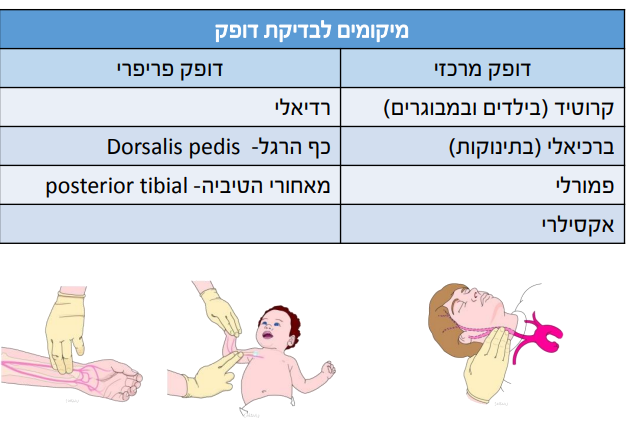 מיקומים לבדיקת דופק
דופק מרכזי דופק פריפרי
קרוטיד (בילדים ובמבוגרים) רדיאלי
ברכיאלי (בתינוקות) כף הרגל- Dorsalis pedis
פמורלי מאחורי הטיביה- posterior tibial
אקסילרי